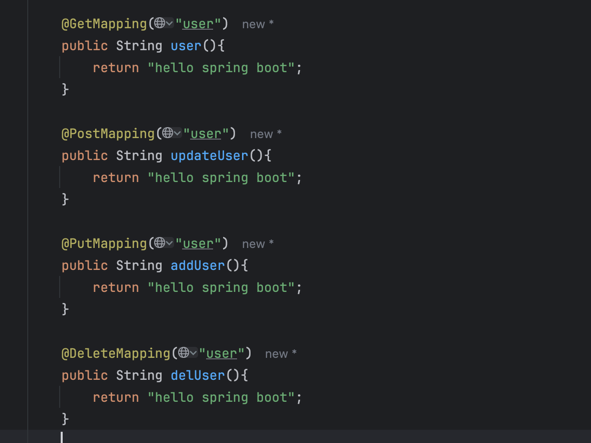 @GetMapping("user") new *
public String user(){
return "hello spring boot";
}
@PostMapping("user") new *
public String updateUser(){
return "hello spring boot";
}
@PutMapping("user") new *
public String addUser(){
return "hello spring boot";
}
@DeleteMapping("user") new *
public String delUser(){
return "hello spring boot";
}